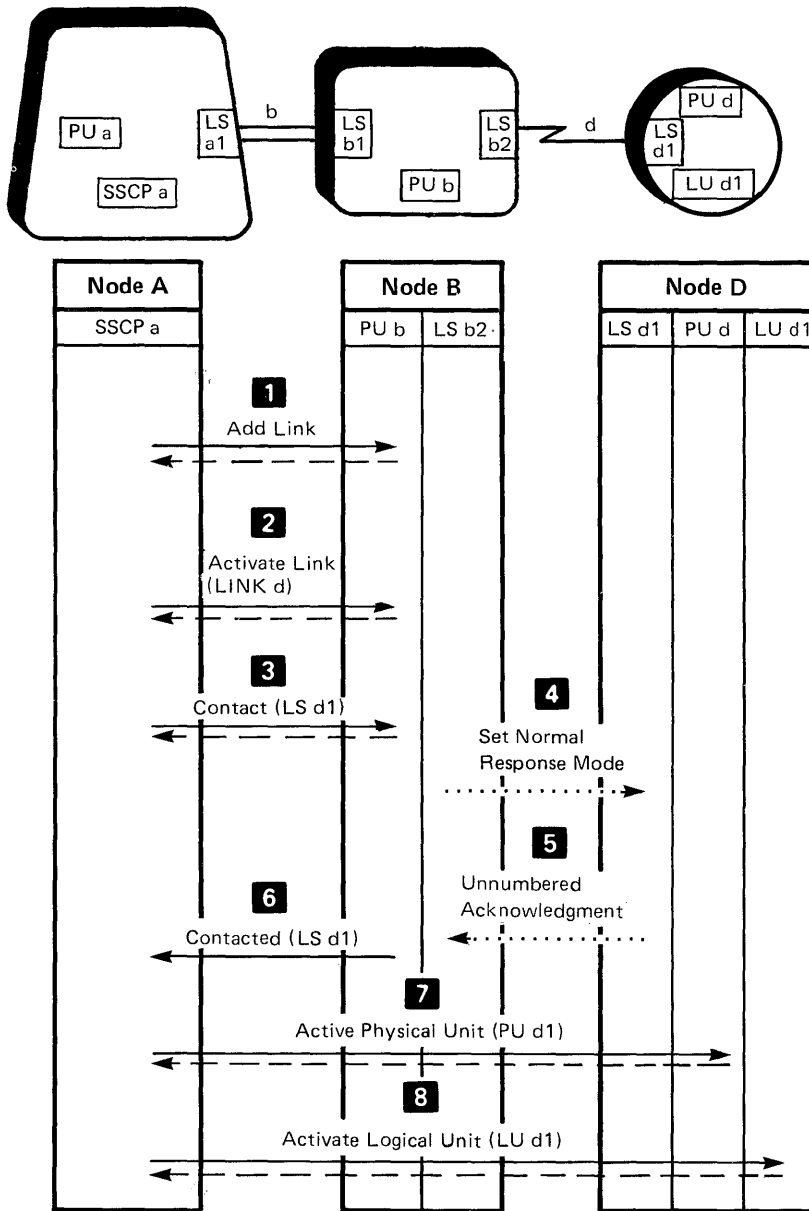 PU a
SSCP a
LS
a1
b
LS
b1
PU b
LS
b2
d
LS
d1
PU d
LU d1
Node A
Node B
Node D
SSCP a
PU b
LS b2
LS d1
PU d
LU d1
1
Add Link
2
Activate Link
(LINK d)
3
Contact (LS d1)
4
Set Normal
Response Mode
5
Unnumbered
Acknowledgment
6
Contacted (LS d1)
7
Active Physical Unit (PU d1)
8
Activate Logical Unit (LU d1)